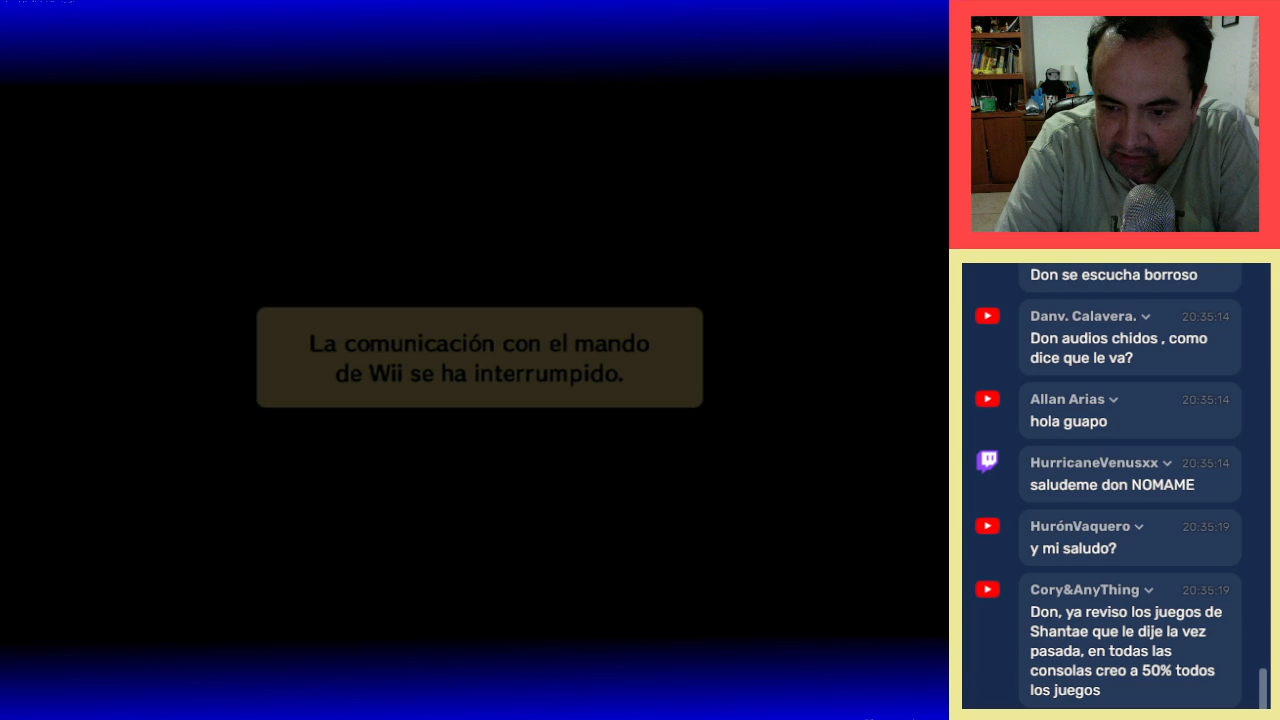 La comunicación con el mando
de Wii se ha interrumpido.
Don se escucha borroso
Danv. Calavera. 20:35:14
Don audios chidos , como
dice que le va?
Allan Arias 20:35:14
hola guapo
HurricaneVenusxx 20:35:14
saludeme don NOMAME
HurónVaquero 20:35:19
y mi saludo?
Cory&AnyThing 20:35:19
Don, ya reviso los juegos de
Shantae que le dije la vez
pasada, en todas las
consolas creo a 50% todos
los juegos